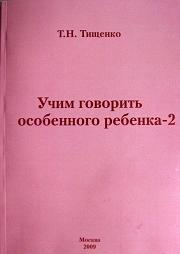 Т.Н. Тищенко
Учим говорить
особенного ребенка-2
Москва
2009